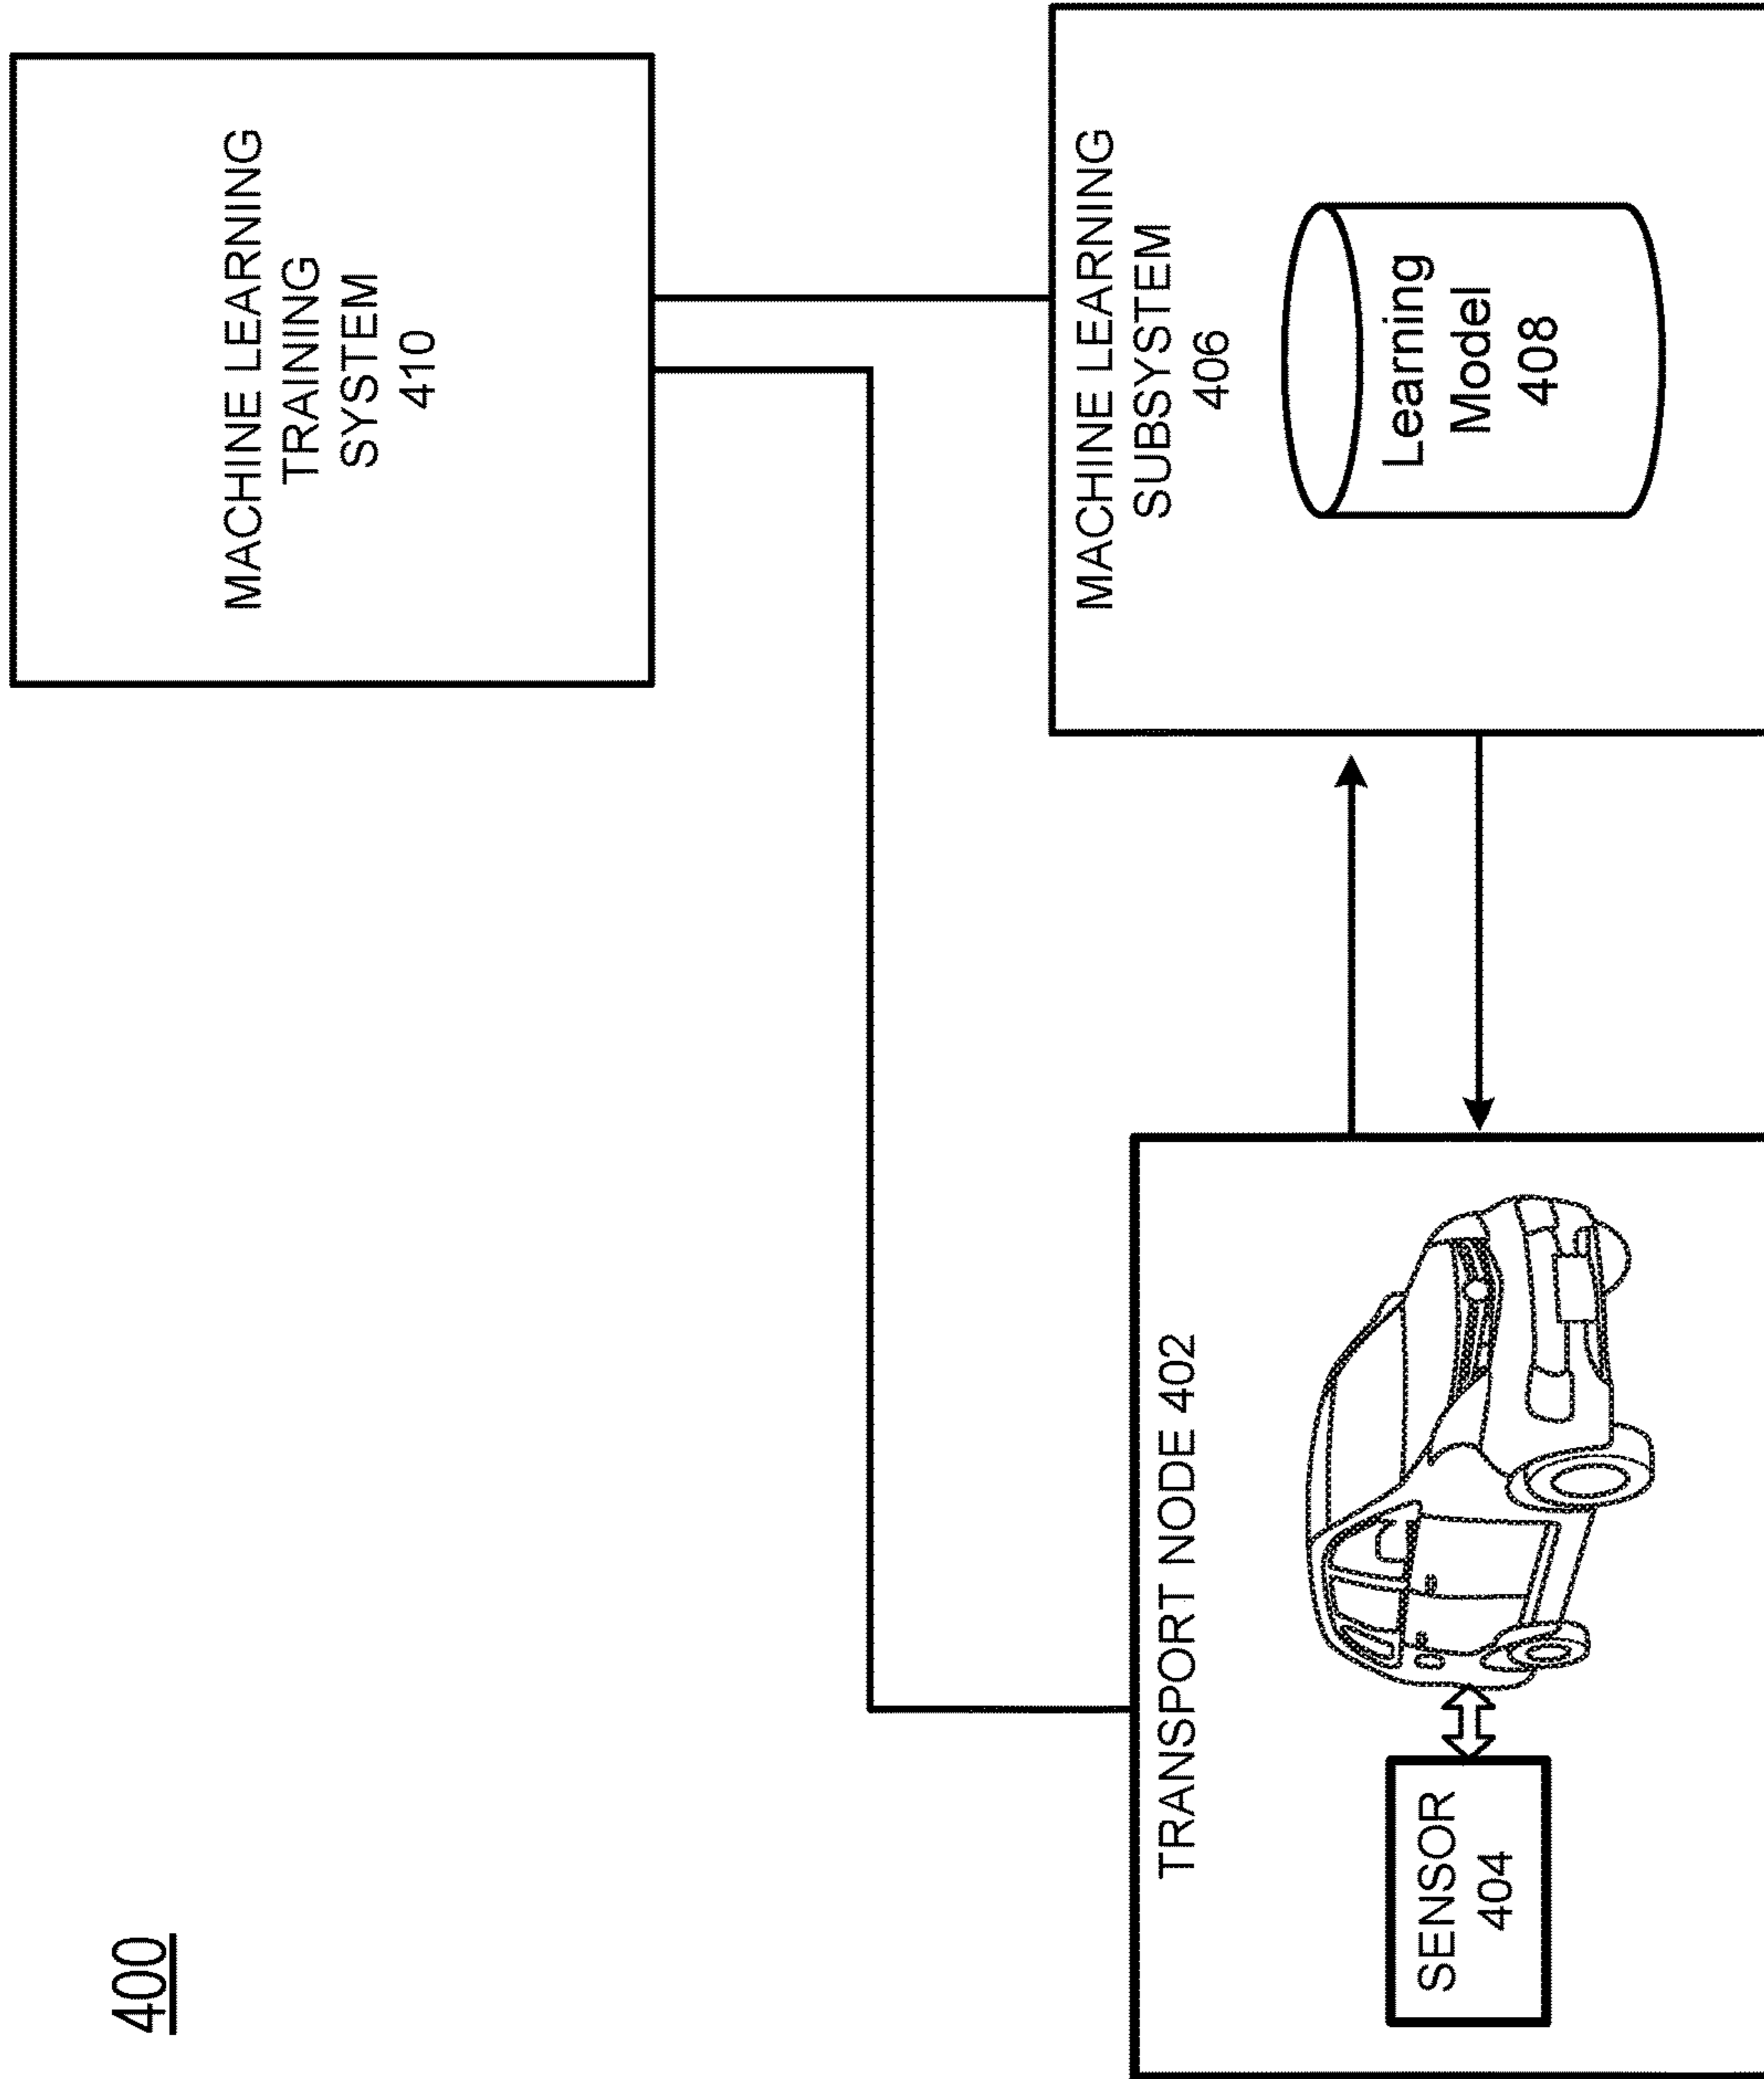 400
MACHINE LEARNING
TRAINING
SYSTEM
410
TRANSPORT NODE 402
SENSOR
404
MACHINE LEARNING
SUBSYSTEM
406
Learning
Model
408